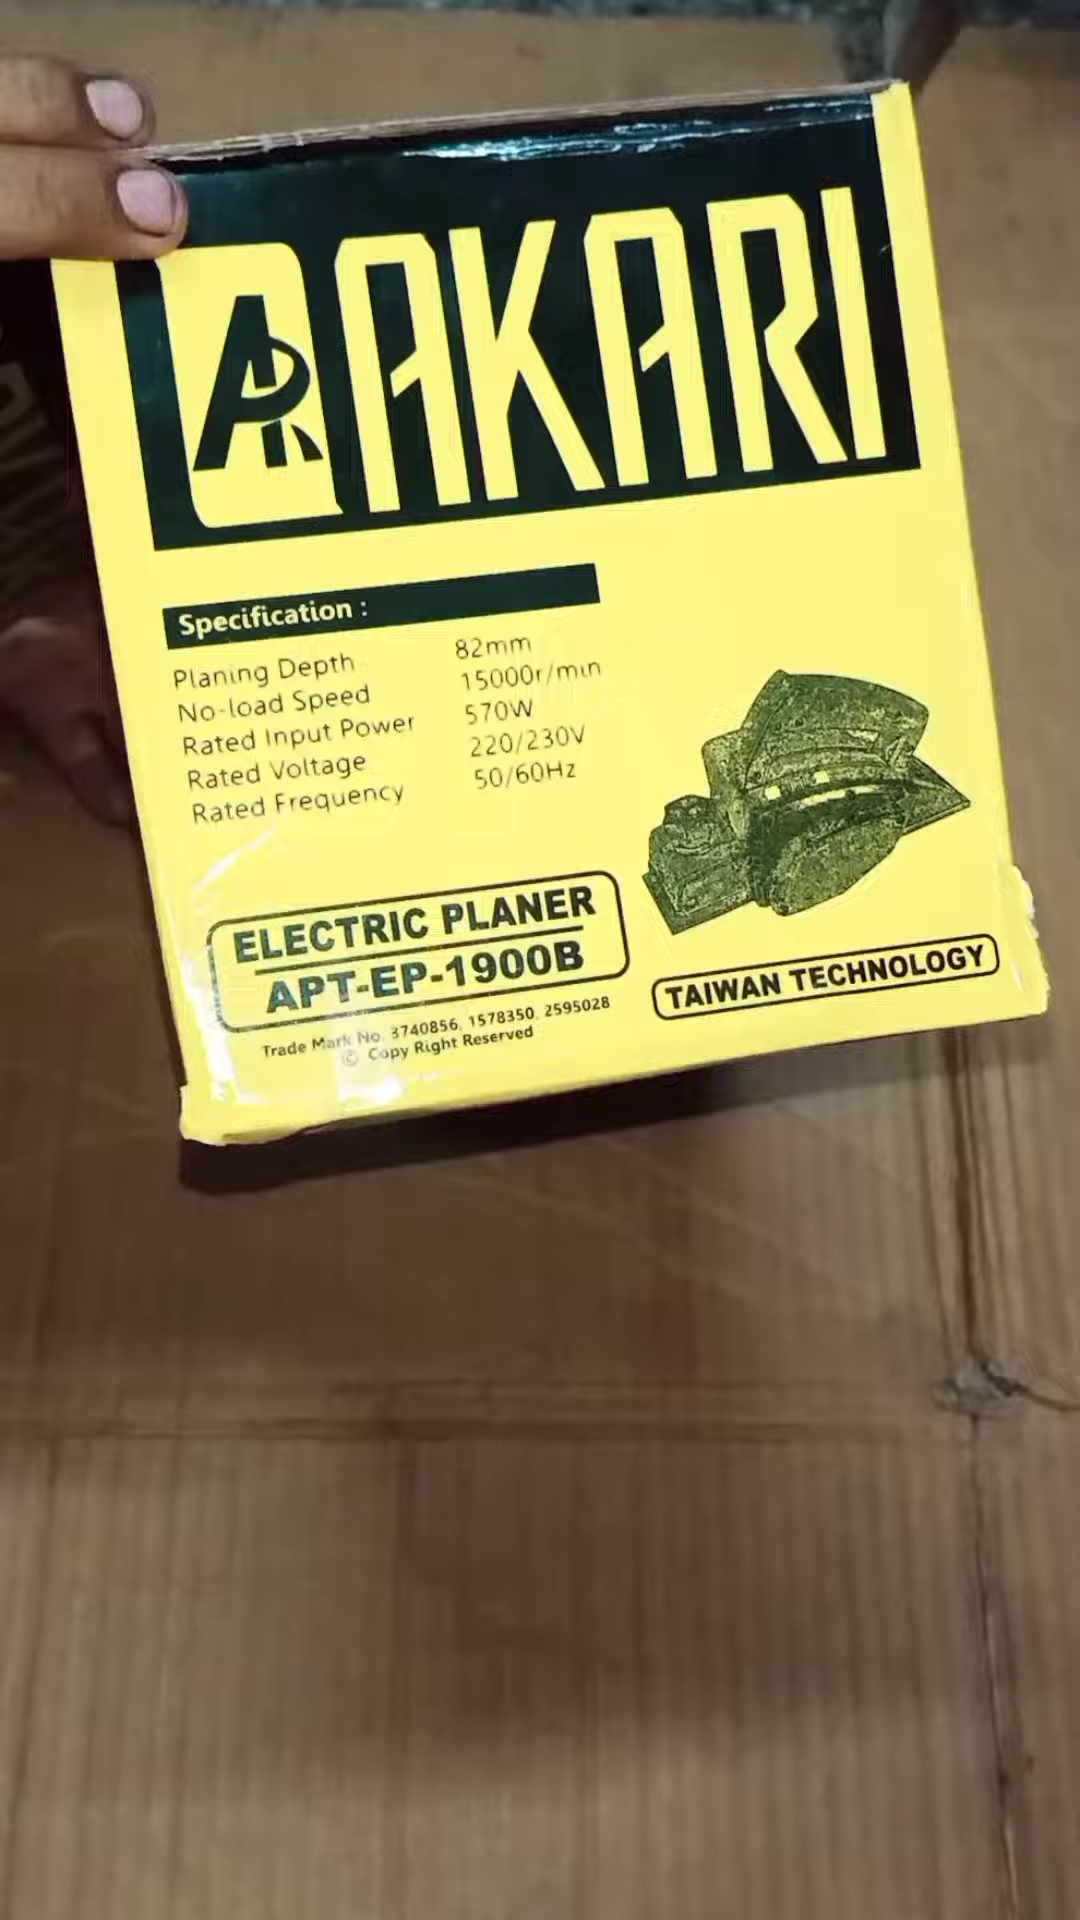 AR AKARI
Specification :
Planing Depth 82mm
No-load Speed 15000r/min
Rated Input Power 570W
Rated Voltage 220/230V
Rated Frequency 50/60Hz
ELECTRIC PLANER
APT-EP-1900B
TAIWAN TECHNOLOGY
Trade Mark No. 3740856, 1578350, 2595028
© Copy Right Reserved